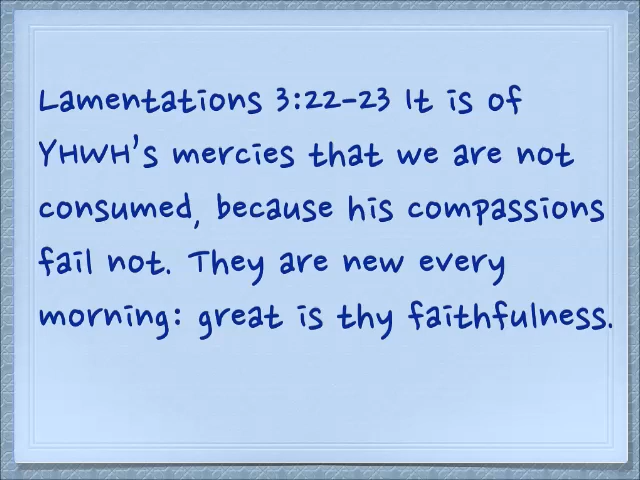 Lamentations 3:22-23 It is of
YHWH's mercies that we are not
consumed, because his compassions
fail not. They are new every
morning: great is thy faithfulness.